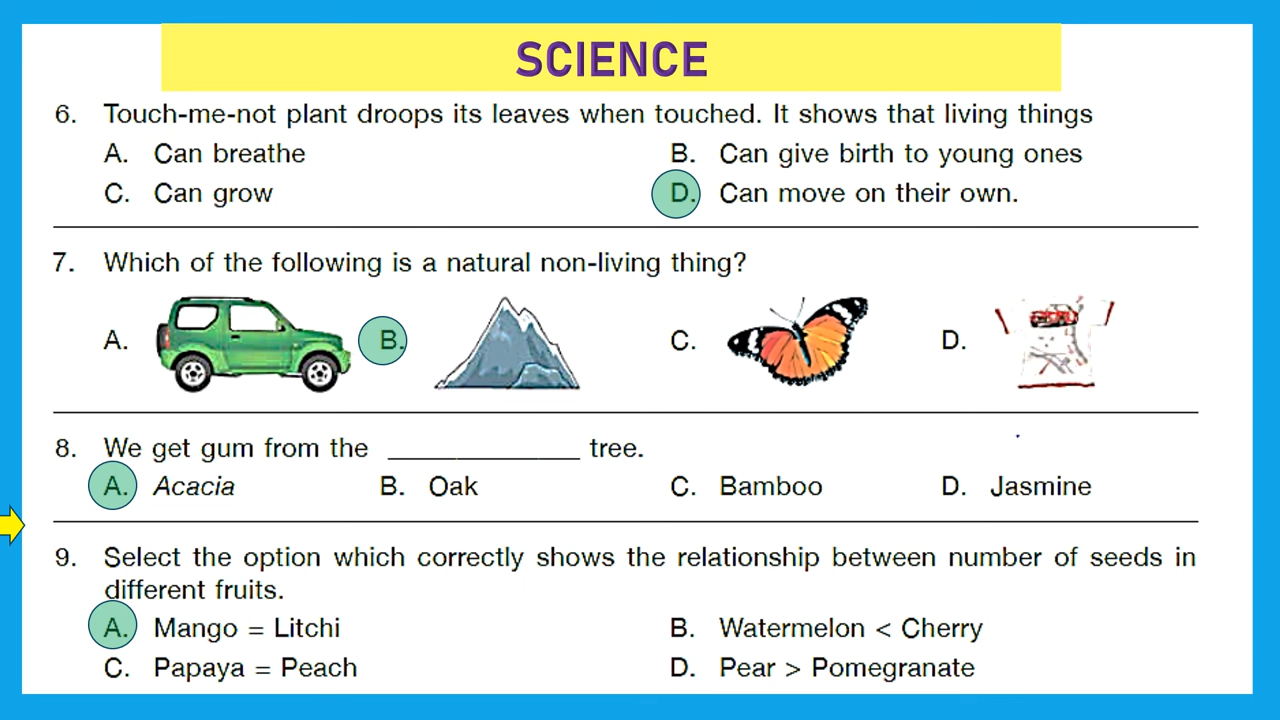 SCIENCE
6. Touch-me-not plant droops its leaves when touched. It shows that living things
A. Can breathe B. Can give birth to young ones
C. Can grow D. Can move on their own.
7. Which of the following is a natural non-living thing?
A. B. C. D.
8. We get gum from the ____________ tree.
A. Acacia B. Oak C. Bamboo D. Jasmine
9. Select the option which correctly shows the relationship between number of seeds in
different fruits.
A. Mango = Litchi B. Watermelon < Cherry
C. Papaya = Peach D. Pear > Pomegranate